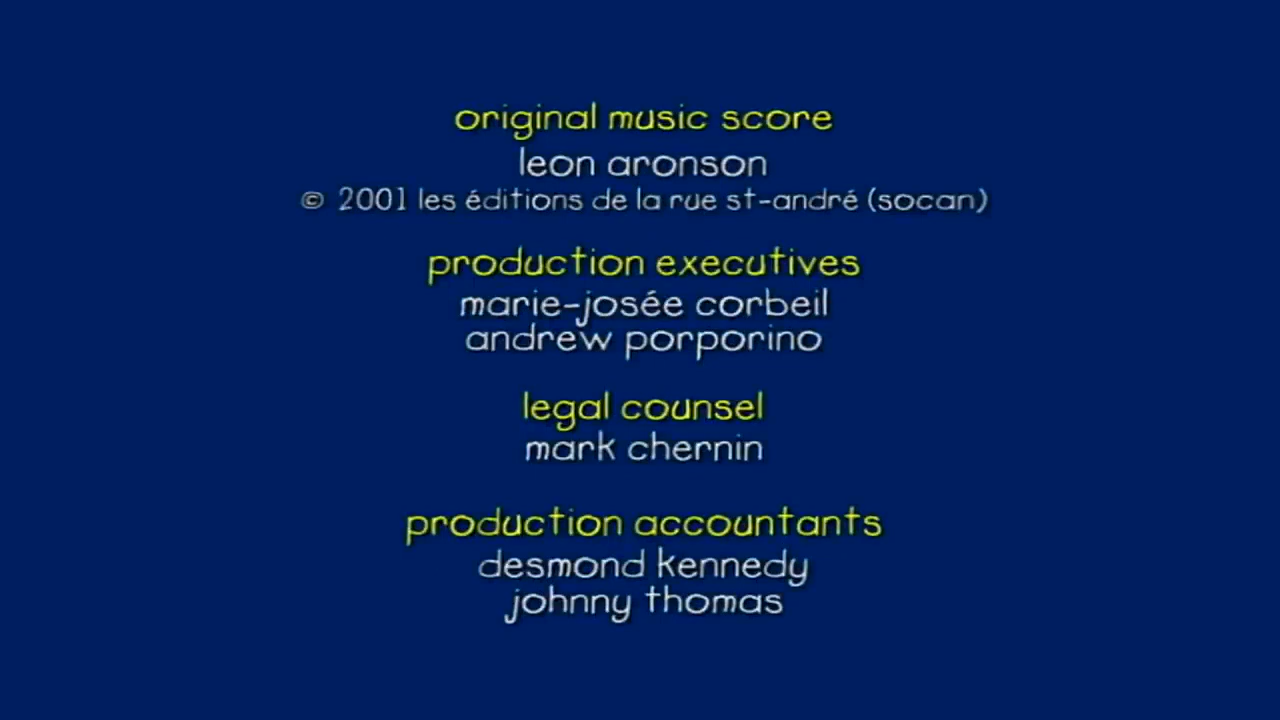 original music score
leon aronson
© 2001 les éditions de la rue st-andré (socan)
production executives
marie-josée corbeil
andrew porporino
legal counsel
mark chernin
production accountants
desmond kennedy
johnny thomas